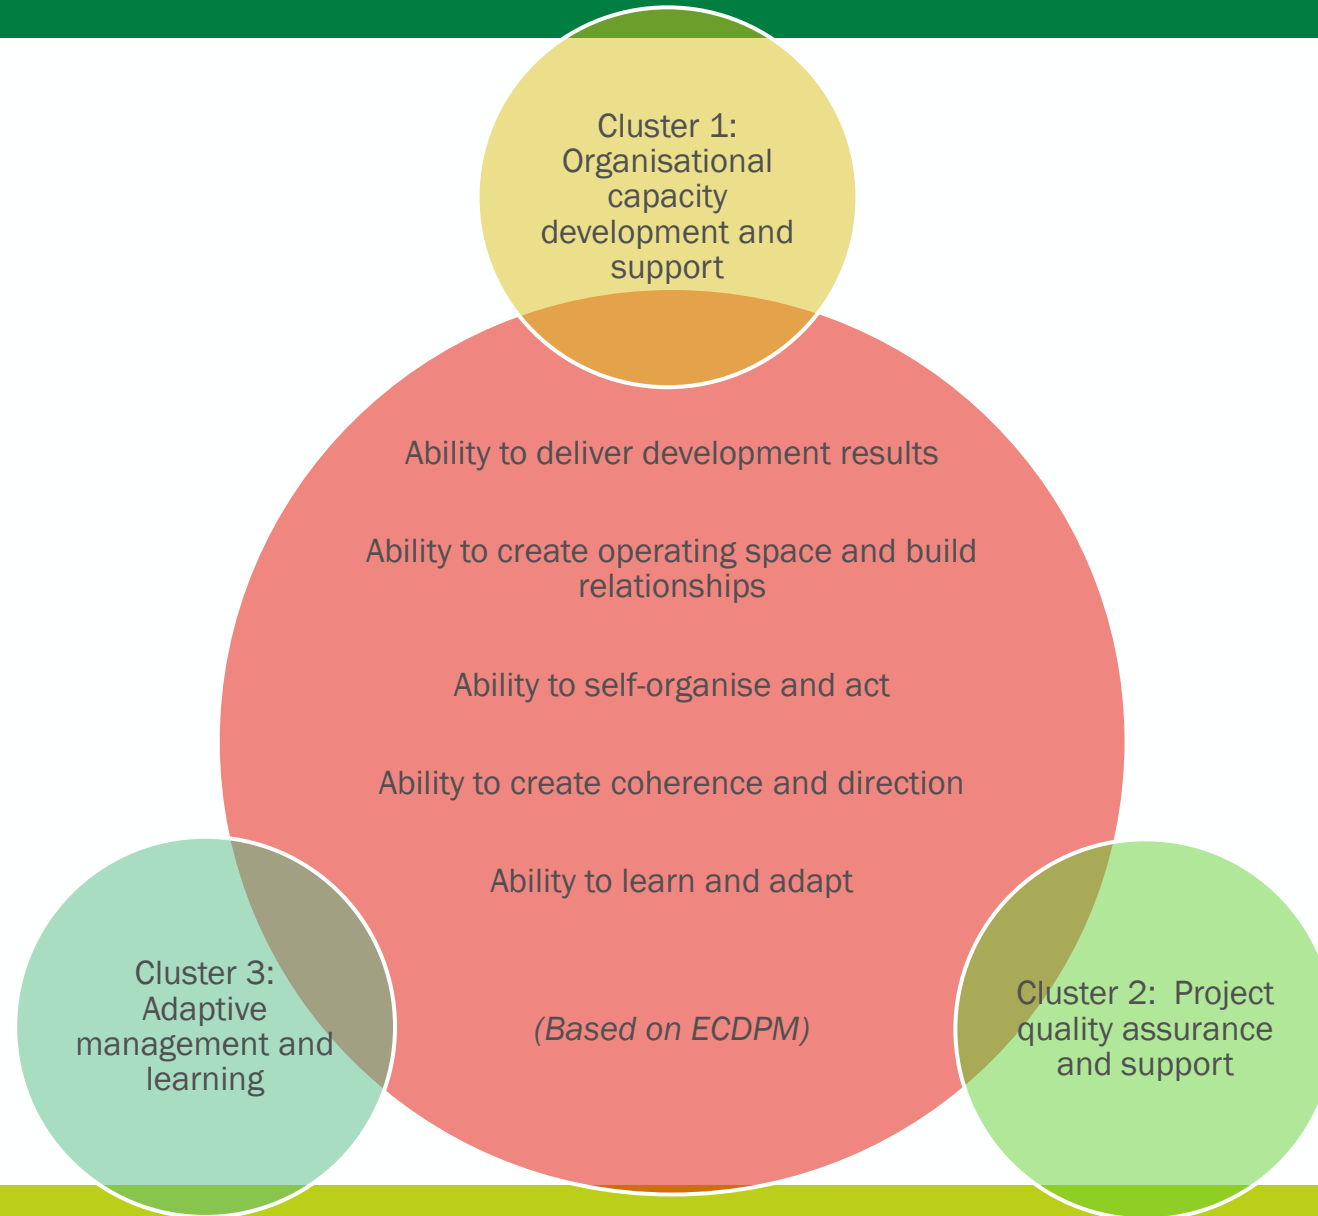 Cluster 1:
Organisational
capacity
development and
support
Ability to deliver development results
Ability to create operating space and build
relationships
Ability to self-organise and act
Ability to create coherence and direction
Ability to learn and adapt
(Based on ECDPM)
Cluster 3:
Adaptive
management and
learning
Cluster 2:  Project
quality assurance
and support